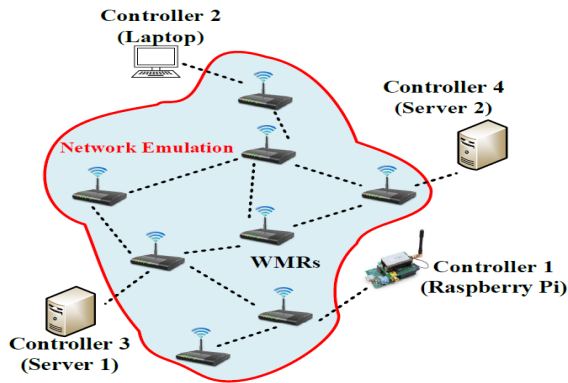 Controller 2
(Laptop)
Controller 4
(Server 2)
Network Emulation
WMRs
Controller 1
(Raspberry Pi)
Controller 3
(Server 1)